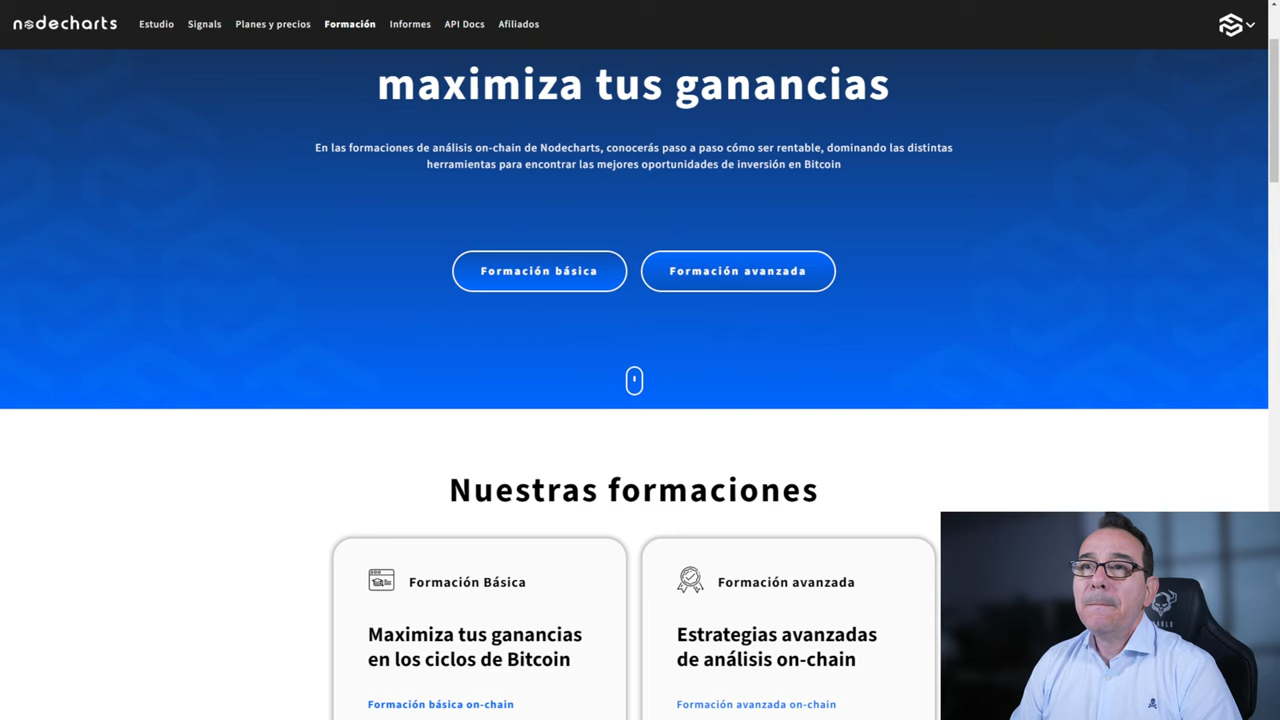 nodecharts
Estudio
Signals
Planes y precios
Formación
Informes
API Docs
Afiliados
maximiza tus ganancias
En las formaciones de análisis on-chain de Nodecharts, conocerás paso a paso cómo ser rentable, dominando las distintas
herramientas para encontrar las mejores oportunidades de inversión en Bitcoin
Formación básica
Formación avanzada
Nuestras formaciones
Formación Básica
Maximiza tus ganancias
en los ciclos de Bitcoin
Formación básica on-chain
Formación avanzada
Estrategias avanzadas
de análisis on-chain
Formación avanzada on-chain